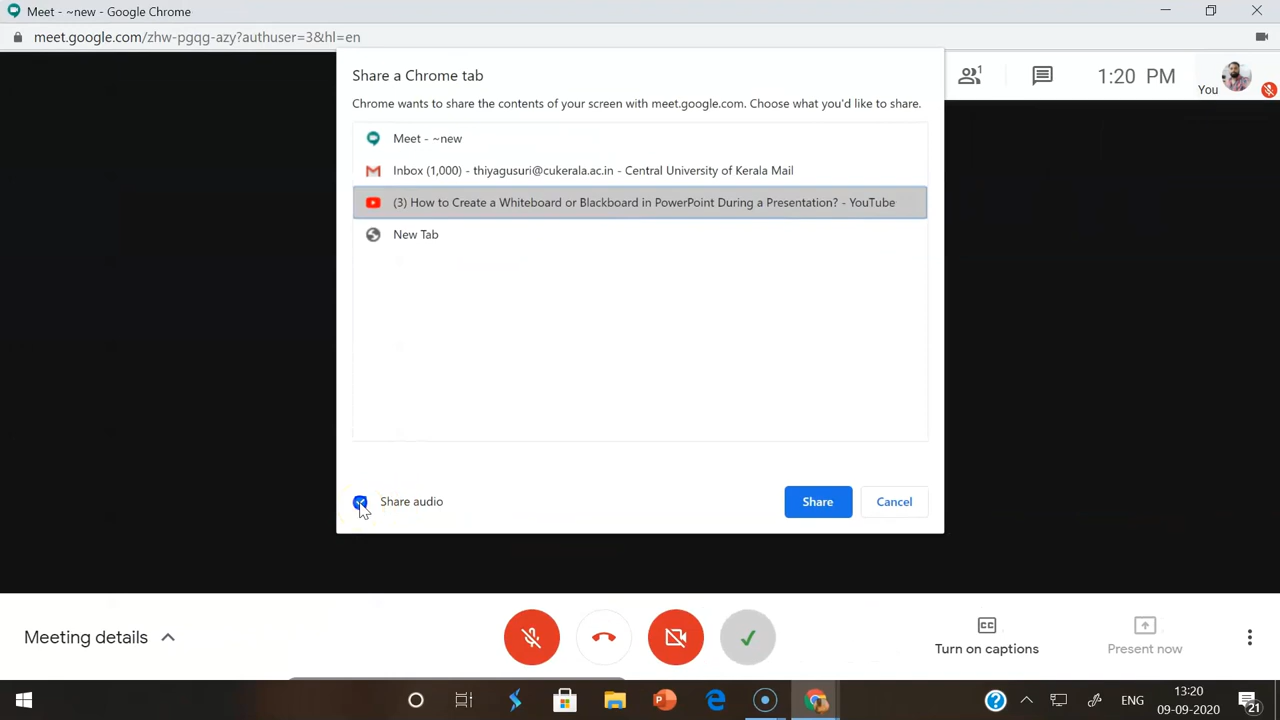 Meet - ~new - Google Chrome
meet.google.com/zhw-pgqg-azy?authuser=3&hl=en
Share a Chrome tab
Chrome wants to share the contents of your screen with meet.google.com. Choose what you'd like to share.
Meet - ~new
Inbox (1,000) - thiyagusuri@cukerala.ac.in - Central University of Kerala Mail
(3) How to Create a Whiteboard or Blackboard in PowerPoint During a Presentation? - YouTube
New Tab
Share audio
Share
Cancel
1
1:20 PM
You
Meeting details
CC
Turn on captions
Present now
ENG
13:20
09-09-2020
21